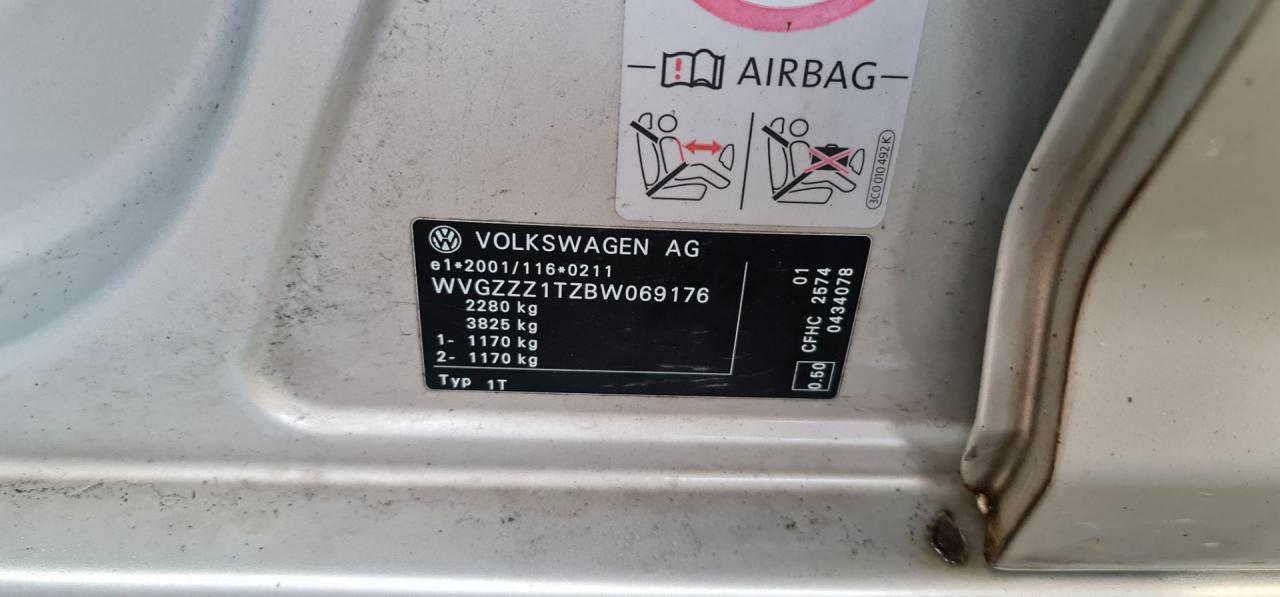 AIRBAG
3C0 010 492 K
VOLKSWAGEN AG
e1*2001/116*0211
WVGZZZ1TZBW069176
2280 kg
3825 kg
1- 1170 kg
2- 1170 kg
Typ 1T
01
CFHC 2574
0434078
0.50